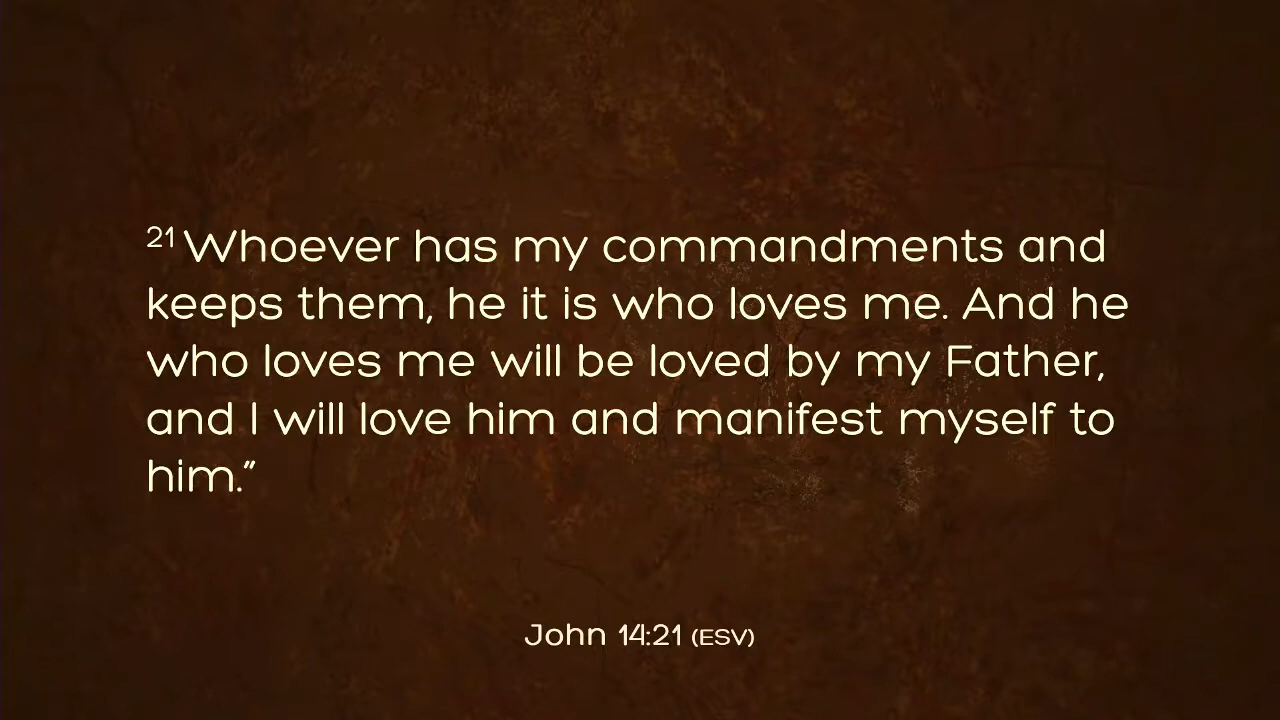 21 Whoever has my commandments and
keeps them, he it is who loves me. And he
who loves me will be loved by my Father,
and I will love him and manifest myself to
him.”
John 14:21 (ESV)